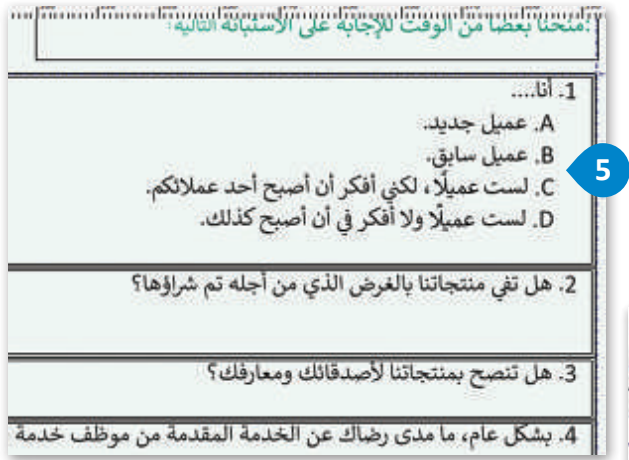 منحنا بعضًا من الوقت للإجابة على الاستبانة التالية:
1. أنا....
A. عميل جديد.
B. عميل سابق.
C. لست عميلًا، لكني أفكر أن أصبح أحد عملائكم.
D. لست عميلًا ولا أفكر في أن أصبح كذلك.
5
2. هل تفي منتجاتنا بالغرض الذي من أجله تم شراؤها؟
3. هل تنصح بمنتجاتنا لأصدقائك ومعارفك؟
4. بشكل عام، ما مدى رضاك عن الخدمة المقدمة من موظف خدمة